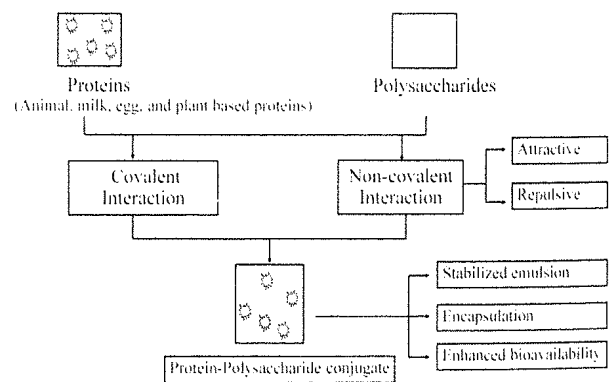 Proteins
(Animal, milk, egg, and plant based proteins)
Polysaccharides
Covalent
Interaction
Non-covalent
Interaction
Attractive
Repulsive
Stabilized emulsion
Encapsulation
Enhanced bioavailability
Protein-Polysaccharide conjugate